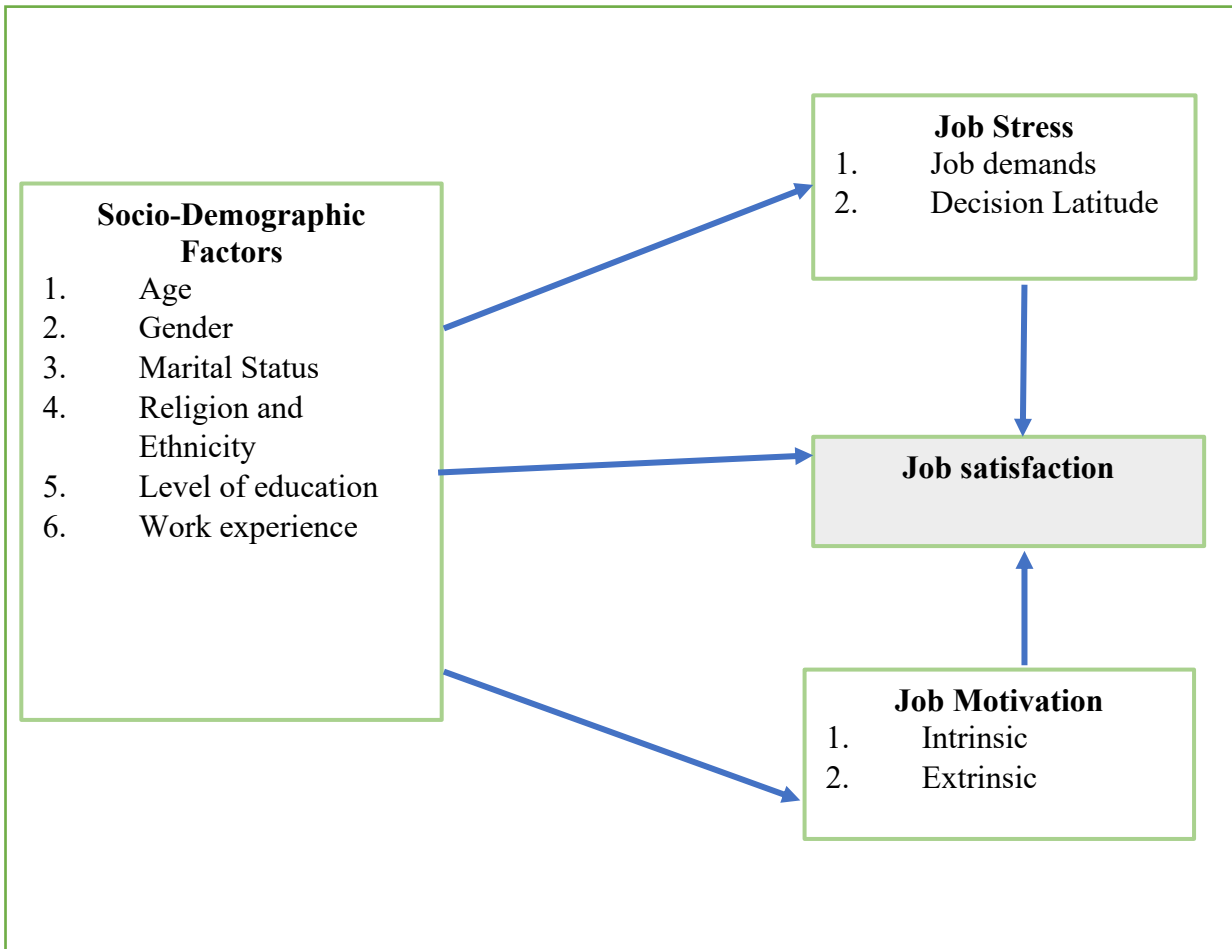 Socio-Demographic
Factors
1. Age
2. Gender
3. Marital Status
4. Religion and
Ethnicity
5. Level of education
6. Work experience
Job Stress
1. Job demands
2. Decision Latitude
Job satisfaction
Job Motivation
1. Intrinsic
2. Extrinsic